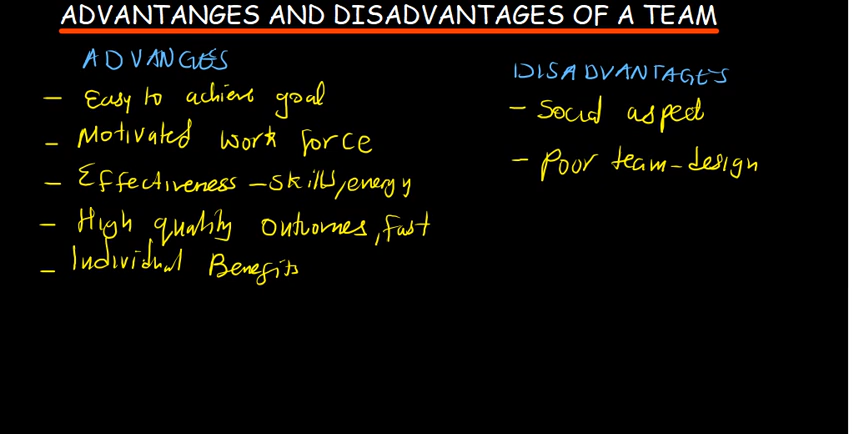 ADVANTANGES AND DISADVANTAGES OF A TEAM
ADVANGES
- Easy to achieve goal
- Motivated work force
- Effectiveness - skills, energy
- High quality outcomes, fast
- Individual Benefits
DISADVANTAGES
- Social aspect
- Poor team - design